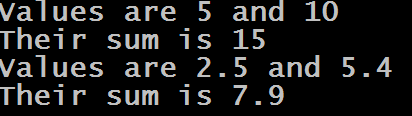 Values are 5 and 10
Their sum is 15
Values are 2.5 and 5.4
Their sum is 7.9